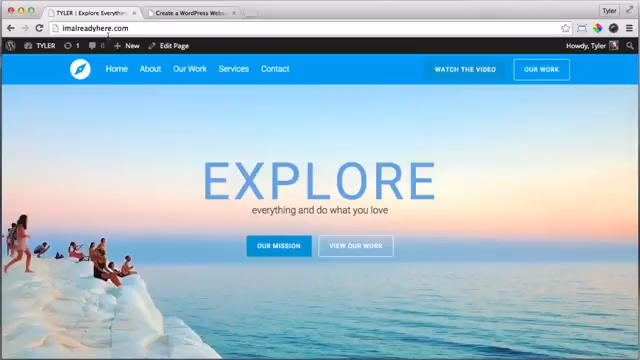 TYLER | Explore Everythin
Create a WordPress Webs
Tyler
imalreadyhere.com
TYLER 1 8 New Edit Page Howdy, Tyler
Home About Our Work Services Contact WATCH THE VIDEO OUR WORK
EXPLORE
everything and do what you love
OUR MISSION VIEW OUR WORK